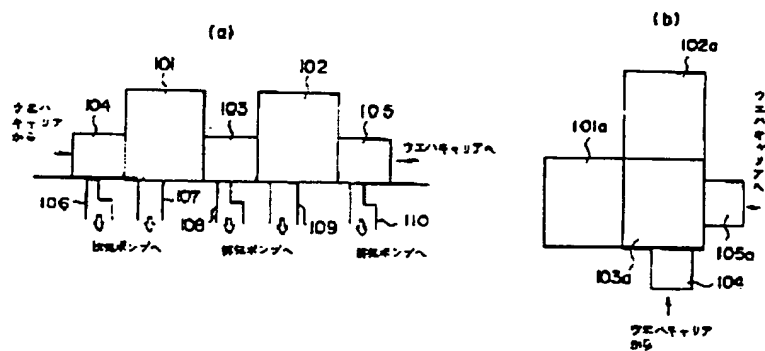 (a)
101
102
104
103
105
ウエハ
キャリア
から
ウエハキャリアへ
106
107
108
109
110
排気ポンプへ
排気ポンプへ
排気ポンプへ
(b)
102a
101a
ウエハキャリアへ
105a
103a
104
ウエハキャリア
から